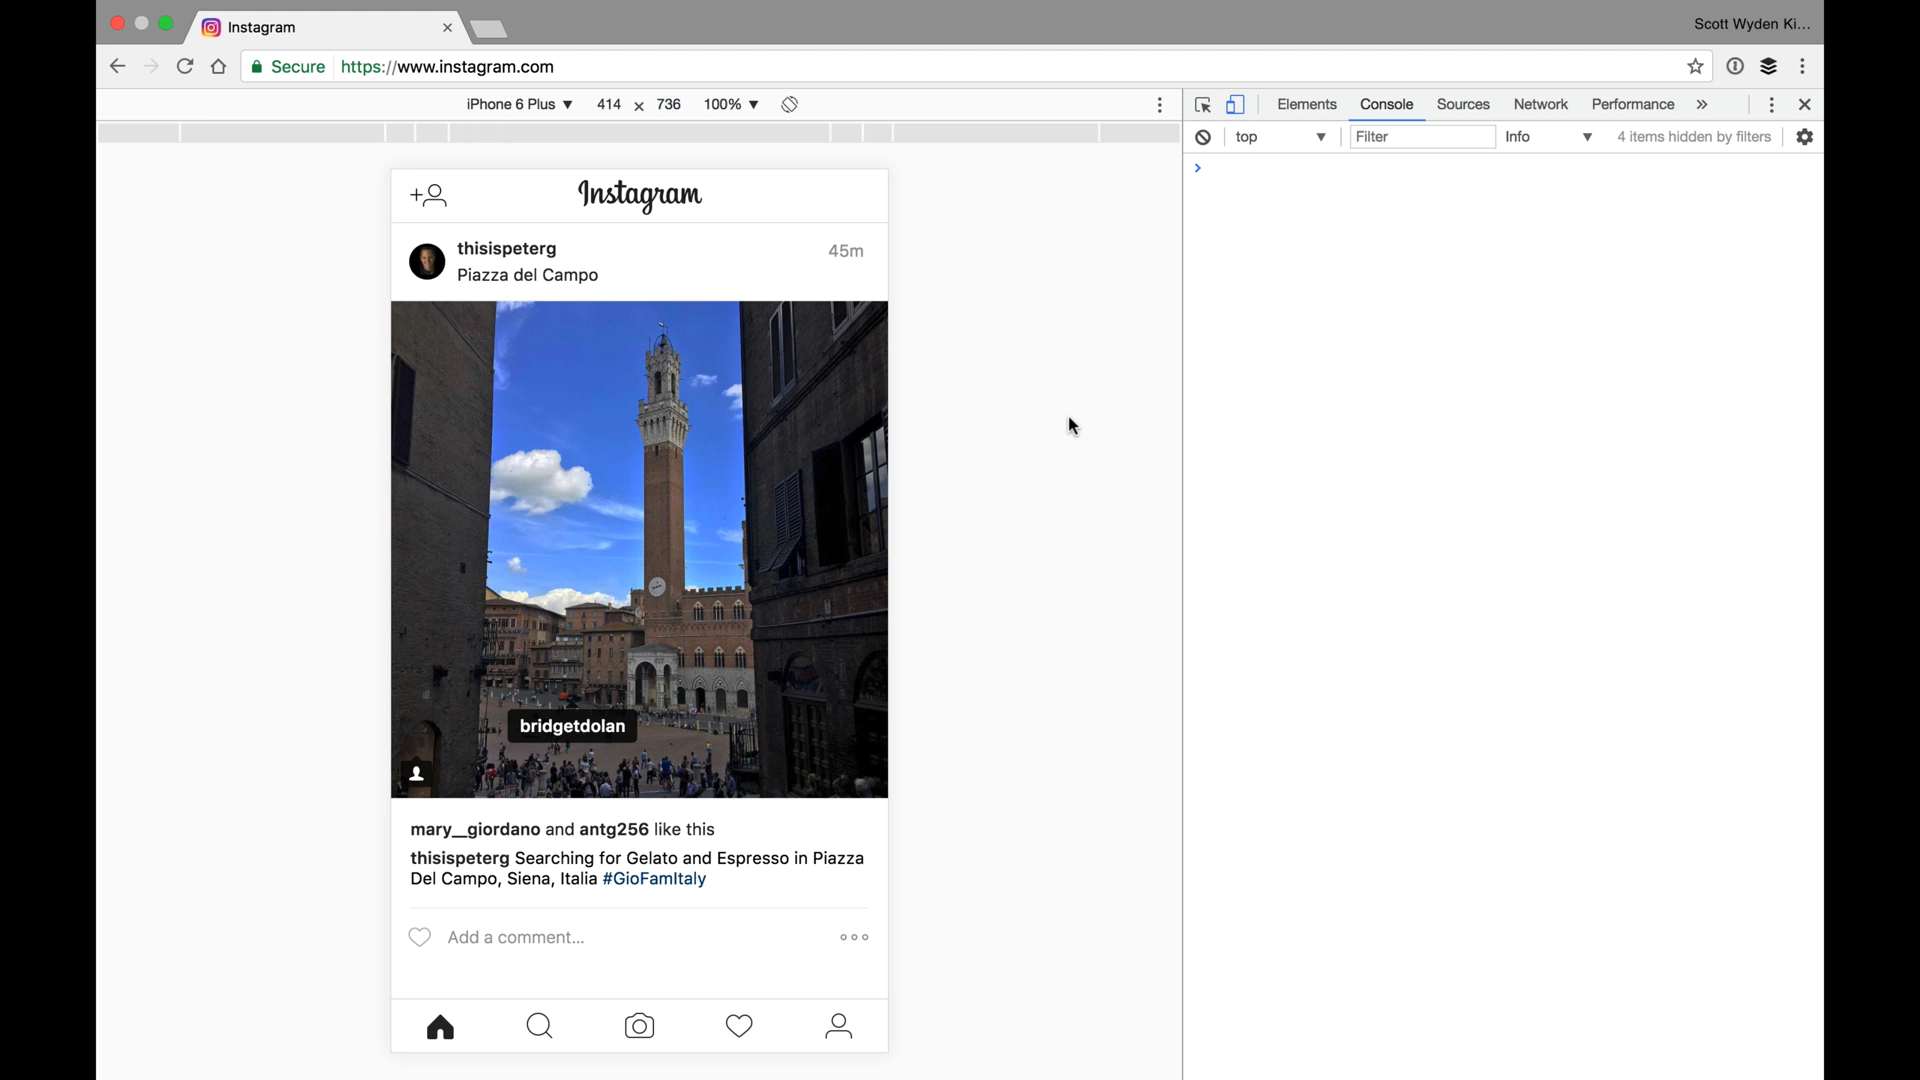 Instagram
Scott Wyden Ki...
Secure https://www.instagram.com
iPhone 6 Plus 414 x 736 100%
Elements Console Sources Network Performance
top Filter Info 4 items hidden by filters
Instagram
thisispeterg 45m
Piazza del Campo
bridgetdolan
mary__giordano and antg256 like this
thisispeterg Searching for Gelato and Espresso in Piazza
Del Campo, Siena, Italia #GioFamItaly
Add a comment...